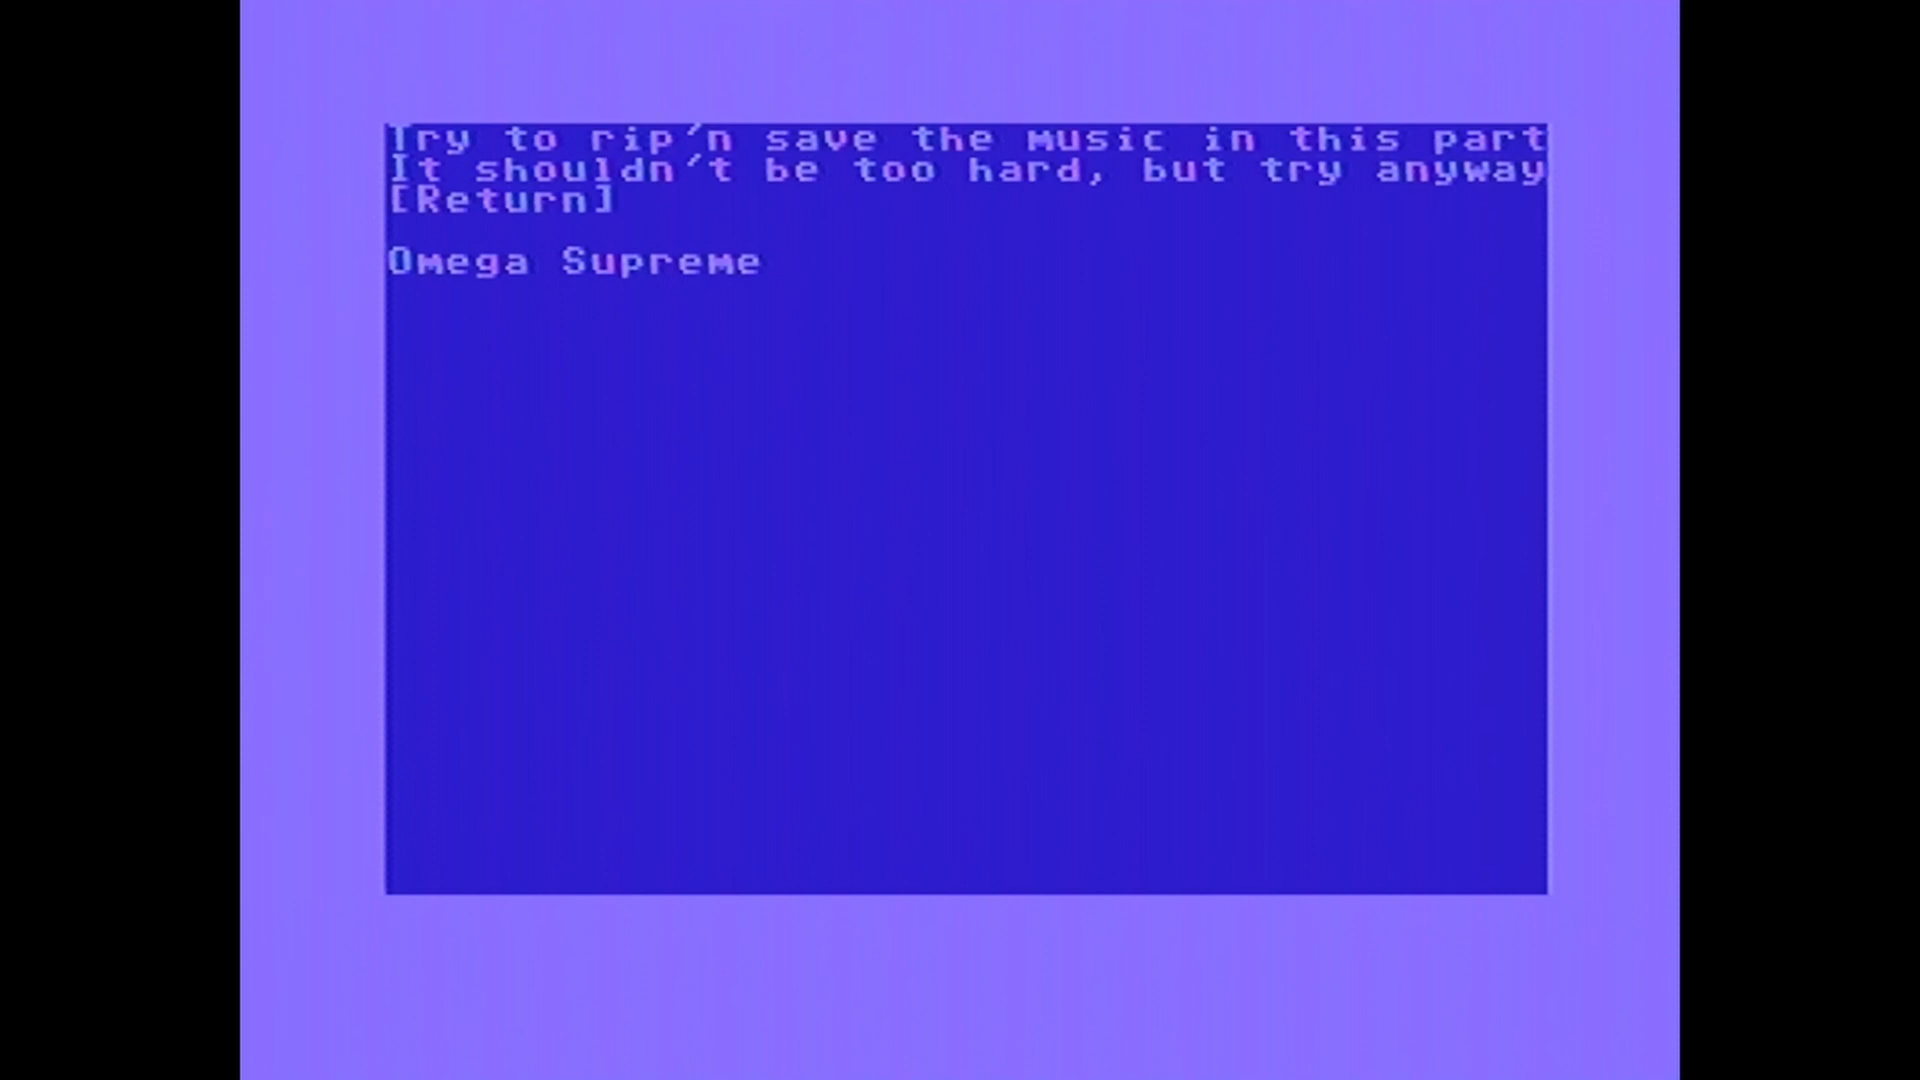 Try to rip'n save the music in this part
It shouldn't be too hard, but try anyway
[Return]
Omega Supreme